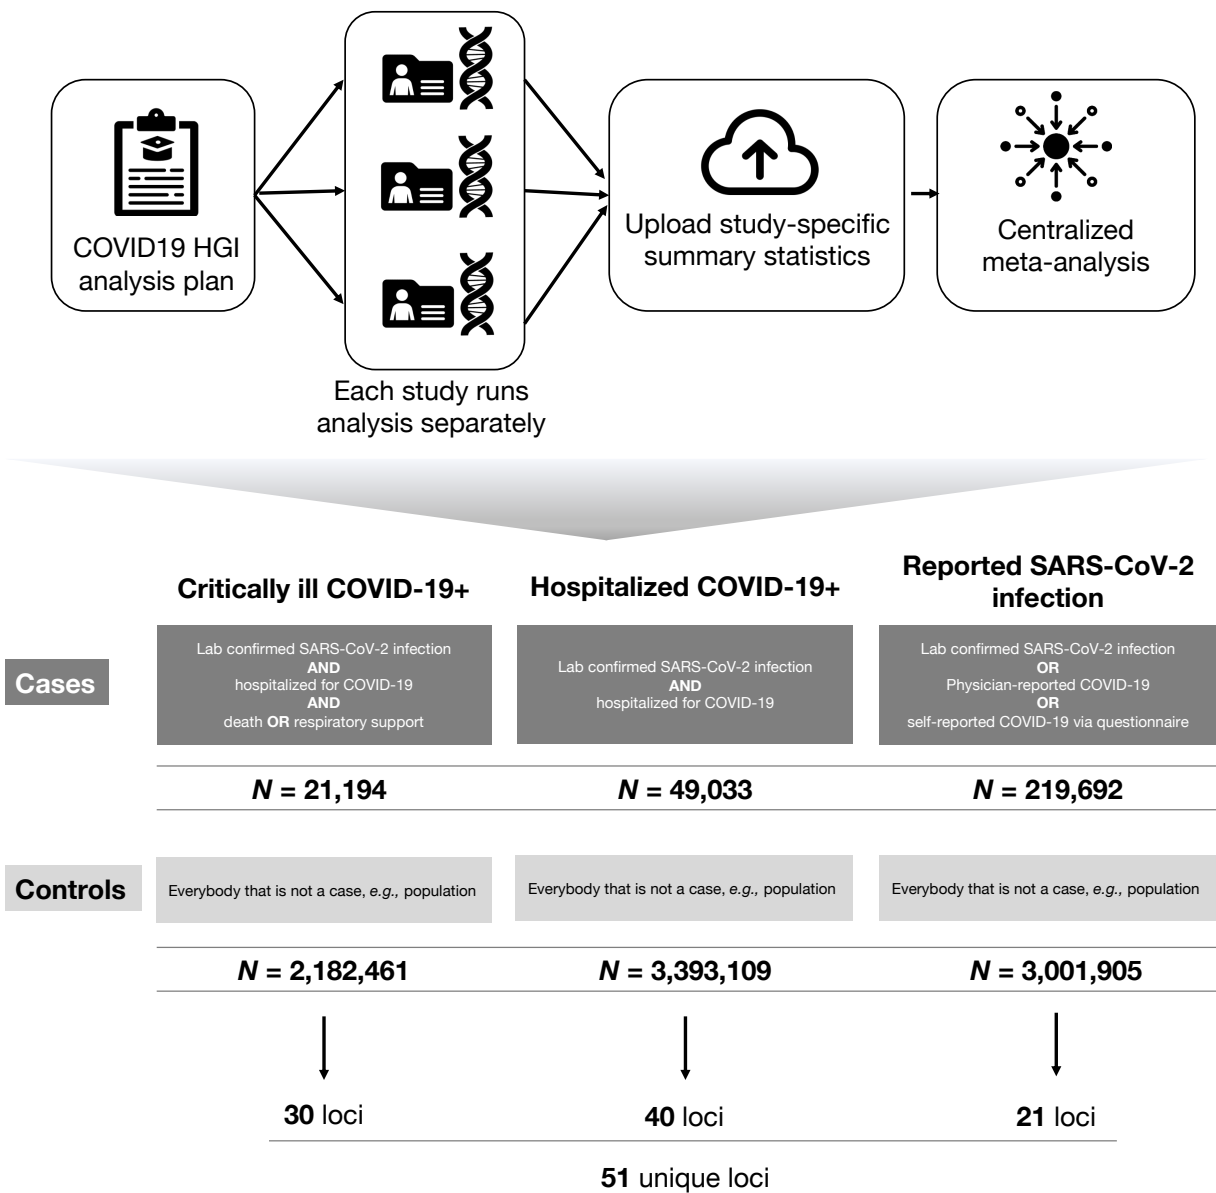 COVID19 HGI
analysis plan
Each study runs
analysis separately
Upload study-specific
summary statistics
Centralized
meta-analysis
Critically ill COVID-19+
Hospitalized COVID-19+
Reported SARS-CoV-2
infection
Cases
Lab confirmed SARS-CoV-2 infection
AND
hospitalized for COVID-19
AND
death OR respiratory support
Lab confirmed SARS-CoV-2 infection
AND
hospitalized for COVID-19
Lab confirmed SARS-CoV-2 infection
OR
Physician-reported COVID-19
OR
self-reported COVID-19 via questionnaire
N = 21,194
N = 49,033
N = 219,692
Controls
Everybody that is not a case, e.g., population
Everybody that is not a case, e.g., population
Everybody that is not a case, e.g., population
N = 2,182,461
N = 3,393,109
N = 3,001,905
30 loci
40 loci
21 loci
51 unique loci